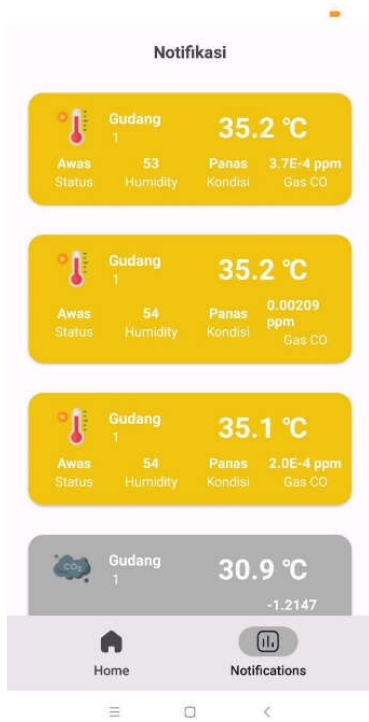 Notifikasi
Gudang
1
35.2 °C
Awas 53 Panas 3.7E-4 ppm
Status Humidity Kondisi Gas CO
Gudang
1
35.2 °C
Awas 54 Panas 0.00209 ppm
Status Humidity Kondisi Gas CO
Gudang
1
35.1 °C
Awas 54 Panas 2.0E-4 ppm
Status Humidity Kondisi Gas CO
CO₂
Gudang
1
30.9 °C
-1.2147
Home Notifications